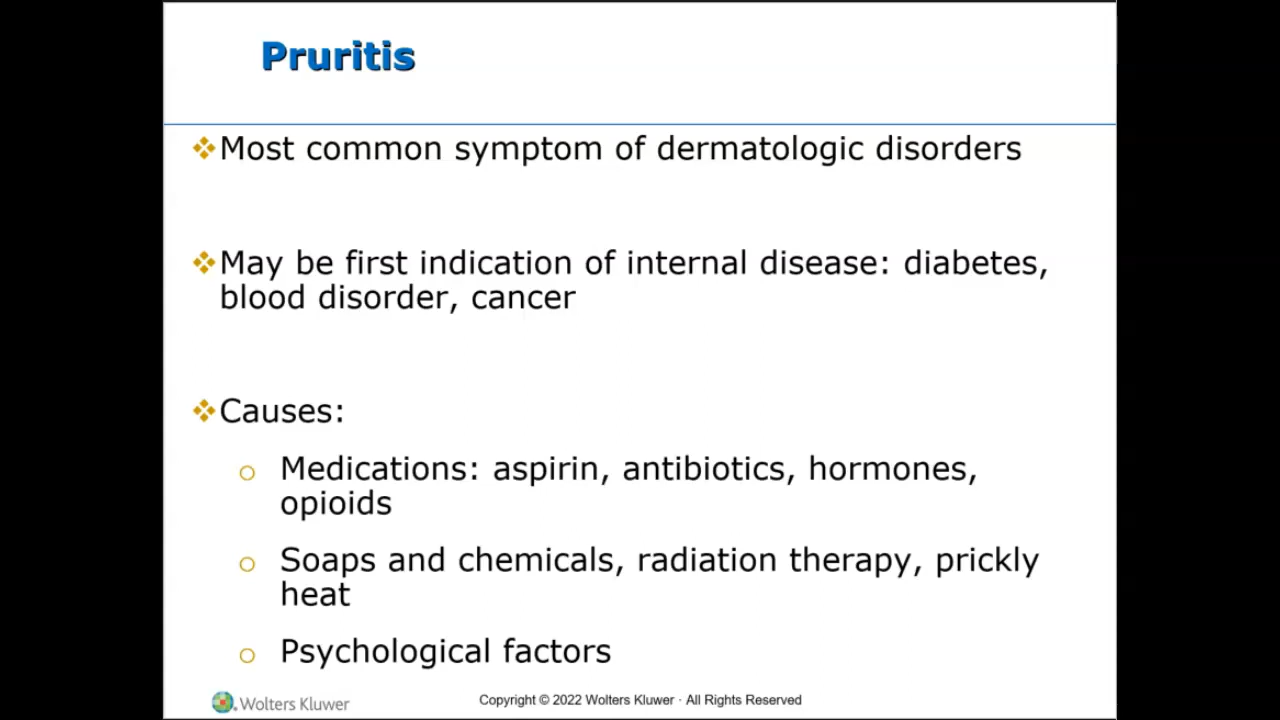 Pruritis
❖Most common symptom of dermatologic disorders
❖May be first indication of internal disease: diabetes,
blood disorder, cancer
❖Causes:
o Medications: aspirin, antibiotics, hormones,
opioids
o Soaps and chemicals, radiation therapy, prickly
heat
o Psychological factors
Wolters Kluwer
Copyright © 2022 Wolters Kluwer · All Rights Reserved